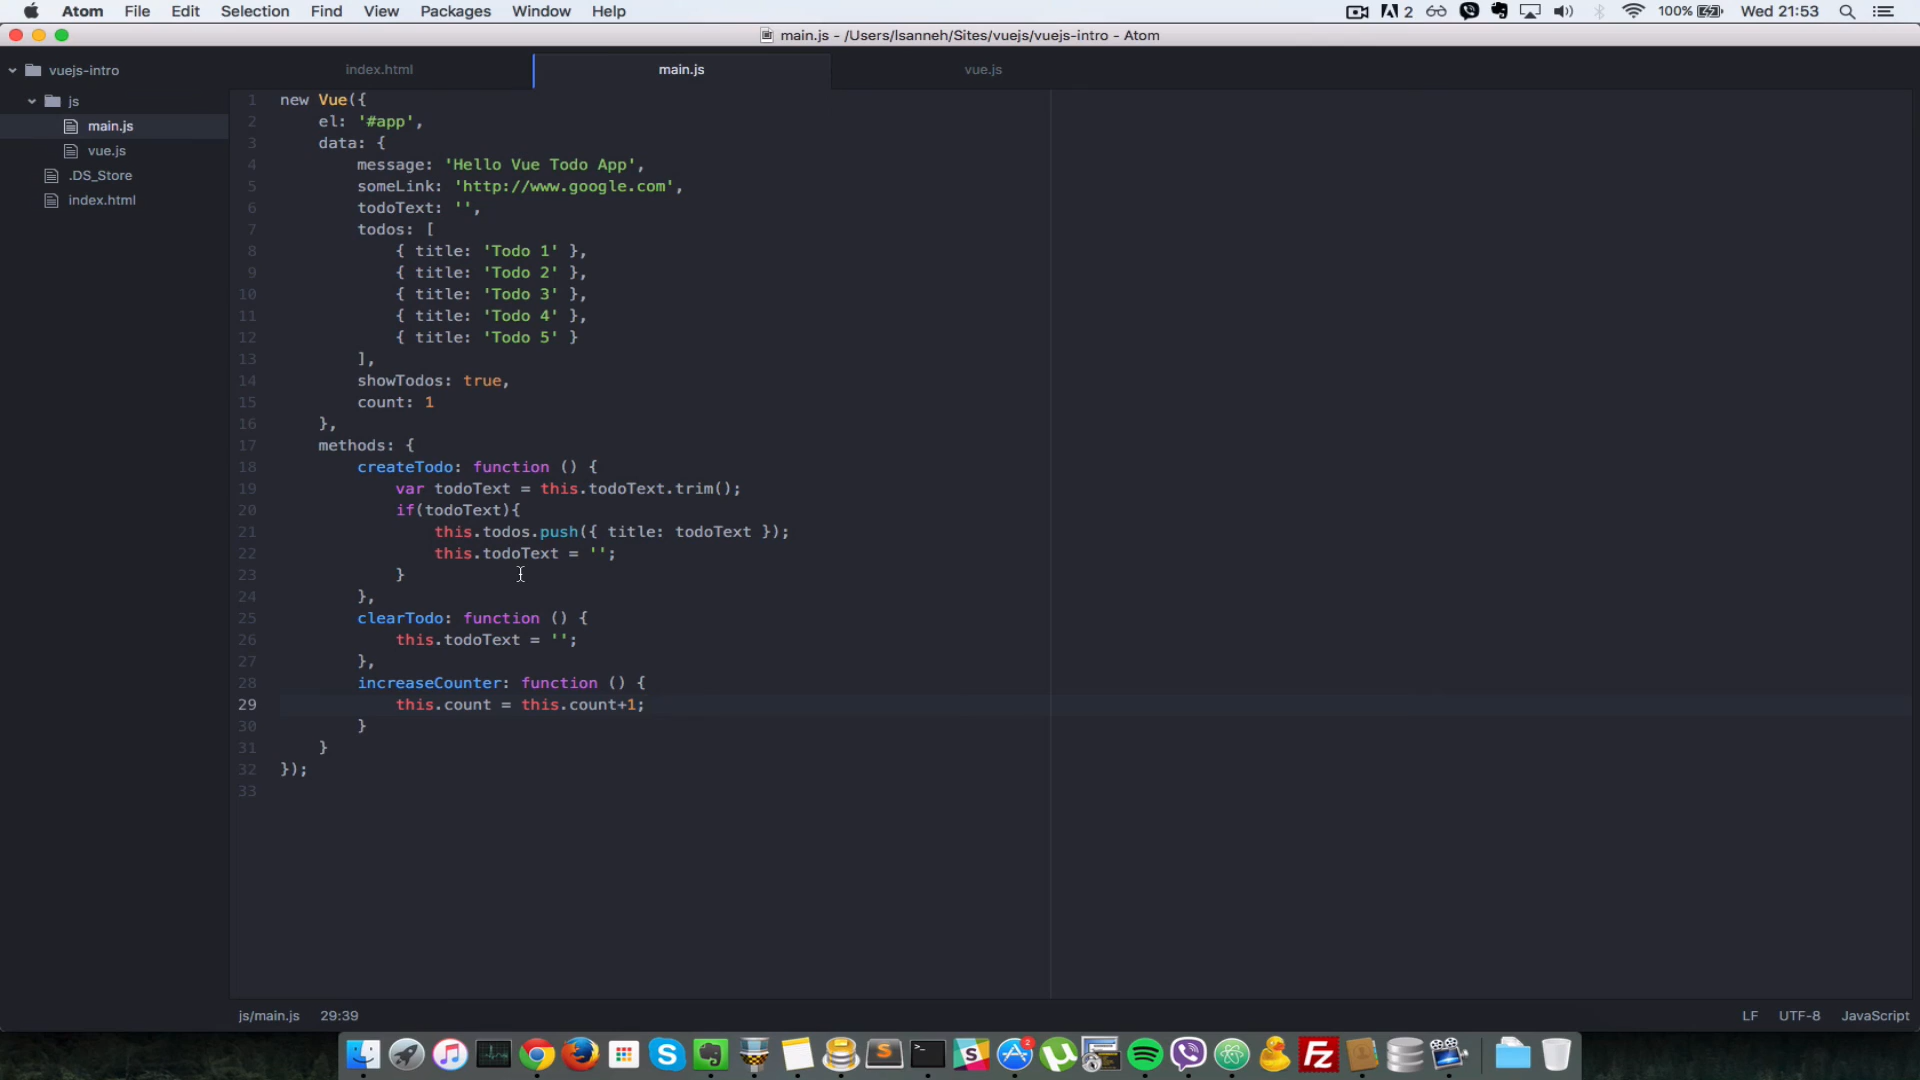 Atom File Edit Selection Find View Packages Window Help 2 100% Wed 21:53
main.js - /Users/lsanneh/Sites/vuejs/vuejs-intro - Atom
vuejs-intro
js
main.js
vue.js
.DS_Store
index.html
index.html main.js vue.js
1 new Vue({
2 el: '#app',
3 data: {
4 message: 'Hello Vue Todo App',
5 someLink: 'http://www.google.com',
6 todoText: '',
7 todos: [
8 { title: 'Todo 1' },
9 { title: 'Todo 2' },
10 { title: 'Todo 3' },
11 { title: 'Todo 4' },
12 { title: 'Todo 5' }
13 ],
14 showTodos: true,
15 count: 1
16 },
17 methods: {
18 createTodo: function () {
19 var todoText = this.todoText.trim();
20 if(todoText){
21 this.todos.push({ title: todoText });
22 this.todoText = '';
23 }
24 },
25 clearTodo: function () {
26 this.todoText = '';
27 },
28 increaseCounter: function () {
29 this.count = this.count+1;
30 }
31 }
32 });
33
js/main.js 29:39 LF UTF-8 JavaScript